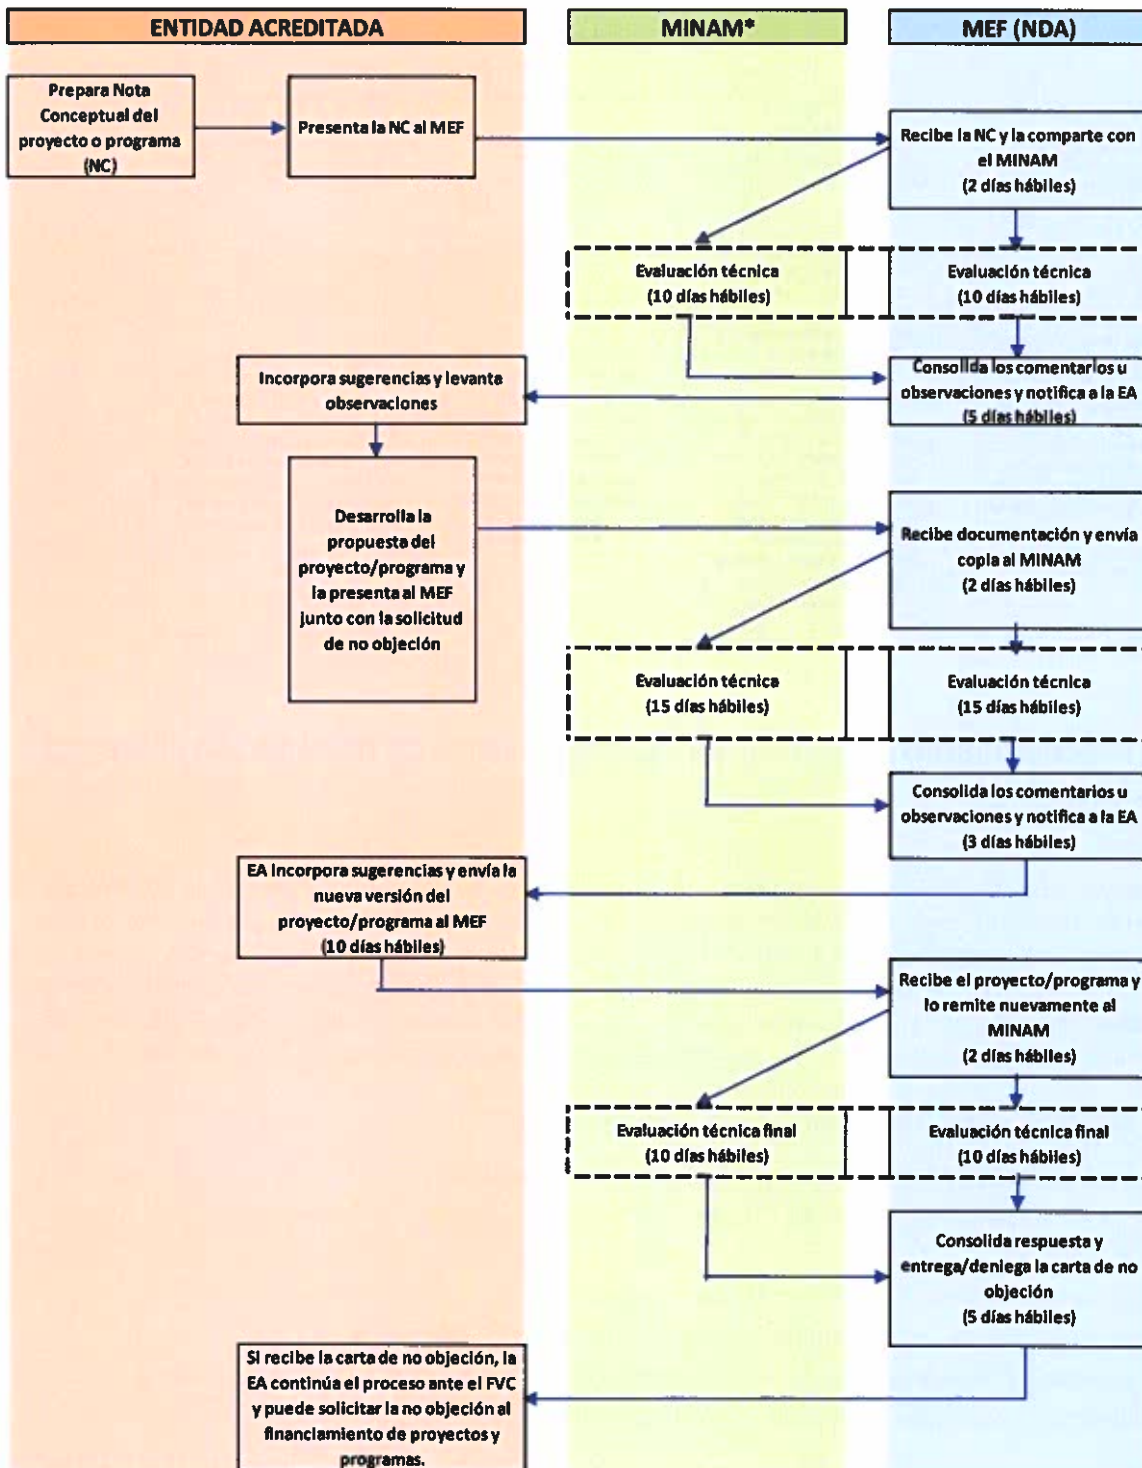 ENTIDAD ACREDITADA
MINAM*
MEF (NDA)
Prepara Nota
Conceptual del
proyecto o programa
(NC)
Presenta la NC al MEF
Recibe la NC y la comparte con
el MINAM
(2 días hábiles)
Evaluación técnica
(10 días hábiles)
Evaluación técnica
(10 días hábiles)
Consolida los comentarios u
observaciones y notifica a la EA
(5 días hábiles)
Incorpora sugerencias y levanta
observaciones
Desarrolla la
propuesta del
proyecto/programa y
la presenta al MEF
junto con la solicitud
de no objeción
Recibe documentación y envía
copia al MINAM
(2 días hábiles)
Evaluación técnica
(15 días hábiles)
Evaluación técnica
(15 días hábiles)
Consolida los comentarios u
observaciones y notifica a la EA
(3 días hábiles)
EA incorpora sugerencias y envía la
nueva versión del
proyecto/programa al MEF
(10 días hábiles)
Recibe el proyecto/programa y
lo remite nuevamente al
MINAM
(2 días hábiles)
Evaluación técnica final
(10 días hábiles)
Evaluación técnica final
(10 días hábiles)
Consolida respuesta y
entrega/deniega la carta de no
objeción
(5 días hábiles)
Si recibe la carta de no objeción, la
EA continúa el proceso ante el FVC
y puede solicitar la no objeción al
financiamiento de proyectos y
programas.